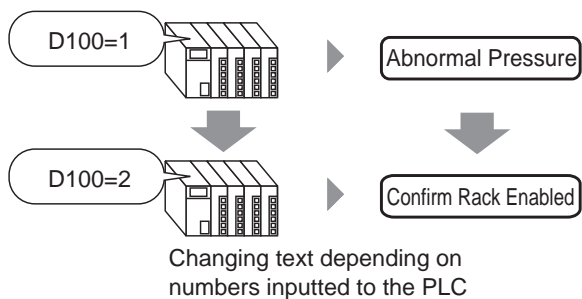 D100=1
Abnormal Pressure
D100=2
Confirm Rack Enabled
Changing text depending on
numbers inputted to the PLC